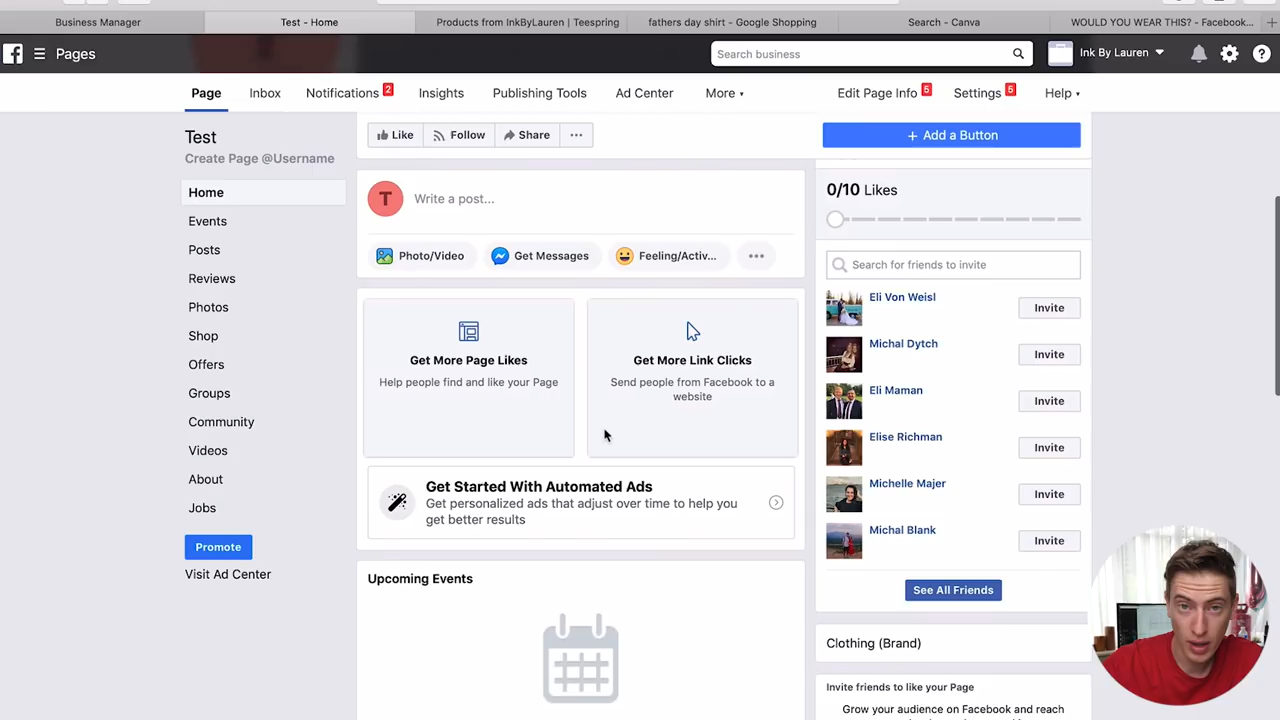 Business Manager
Test - Home
Products from InkByLauren | Teespring
fathers day shirt - Google Shopping
Search - Canva
WOULD YOU WEAR THIS? - Facebook...
Pages
Search business
Ink By Lauren
Page
Inbox
Notifications 2
Insights
Publishing Tools
Ad Center
More
Edit Page Info 5
Settings 5
Help
Test
Create Page @Username
Home
Events
Posts
Reviews
Photos
Shop
Offers
Groups
Community
Videos
About
Jobs
Promote
Visit Ad Center
Like
Follow
Share
...
+ Add a Button
T
Write a post...
Photo/Video
Get Messages
Feeling/Activ...
...
Get More Page Likes
Help people find and like your Page
Get More Link Clicks
Send people from Facebook to a
website
Get Started With Automated Ads
Get personalized ads that adjust over time to help you
get better results
Upcoming Events
0/10 Likes
Search for friends to invite
Eli Von Weisl
Invite
Michal Dytch
Invite
Eli Maman
Invite
Elise Richman
Invite
Michelle Majer
Invite
Michal Blank
Invite
See All Friends
Clothing (Brand)
Invite friends to like your Page
Grow your audience on Facebook and reach